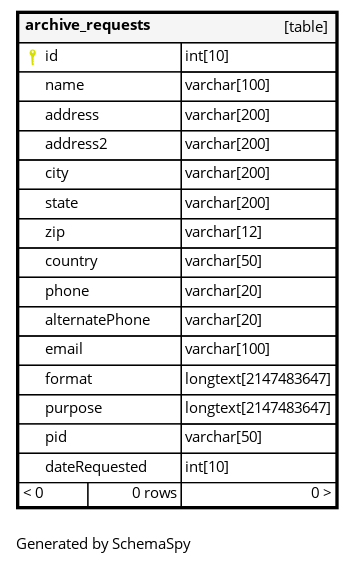 archive_requests [table]
id int[10]
name varchar[100]
address varchar[200]
address2 varchar[200]
city varchar[200]
state varchar[200]
zip varchar[12]
country varchar[50]
phone varchar[20]
alternatePhone varchar[20]
email varchar[100]
format longtext[2147483647]
purpose longtext[2147483647]
pid varchar[50]
dateRequested int[10]
< 0 0 rows 0 >
Generated by SchemaSpy